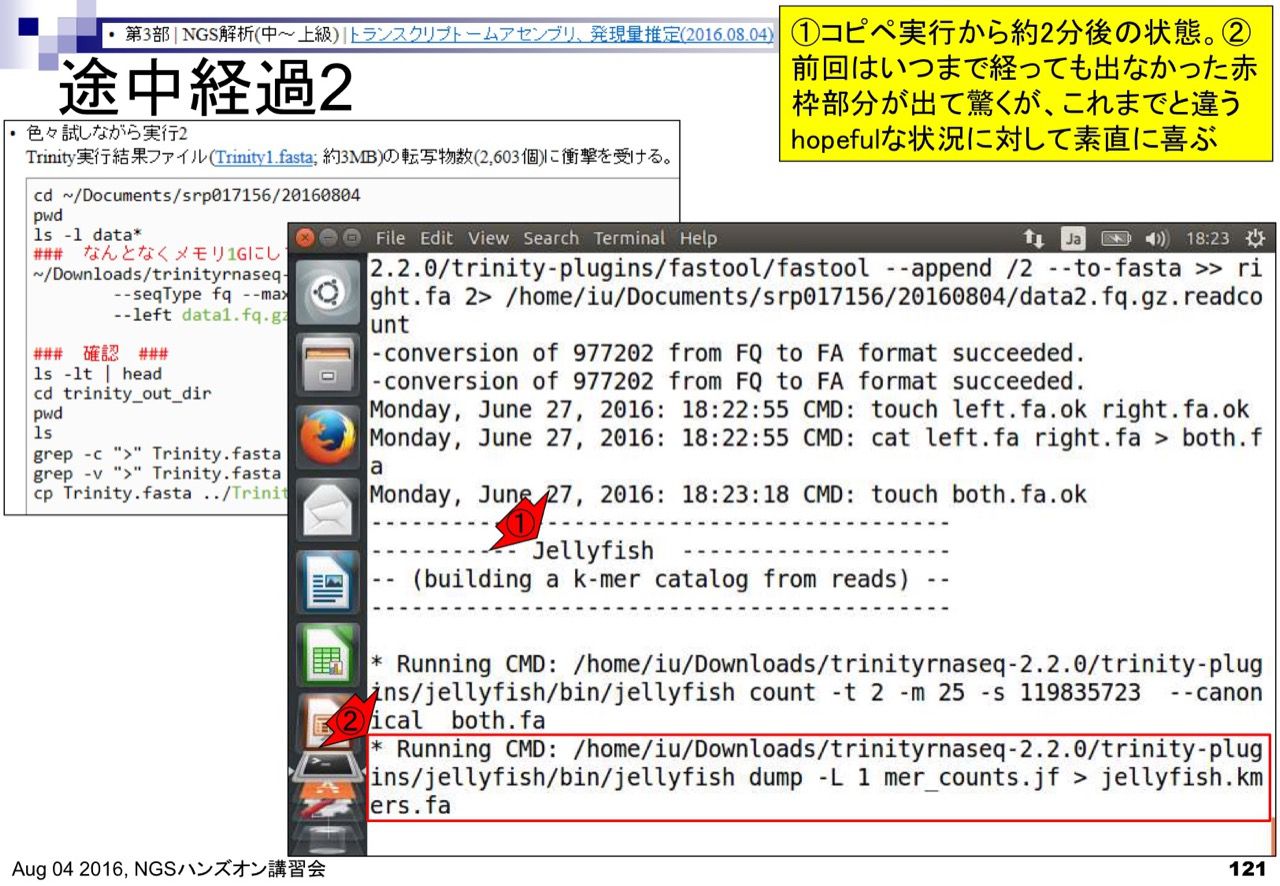 • 第3部 | NGS解析(中～上級) | トランスクリプトームアセンブリ、発現量推定(2016.08.04)
①コピペ実行から約2分後の状態。②
前回はいつまで経っても出なかった赤
枠部分が出て驚くが、これまでと違う
hopefulな状況に対して素直に喜ぶ
途中経過2
• 色々試しながら実行2
Trinity実行結果ファイル(Trinity1.fasta; 約3MB)の転写物数(2,603個)に衝撃を受ける。
cd ~/Documents/srp017156/20160804
pwd
ls -l data*
### なんとなくメモリ1Gにし
~/Downloads/trinityrnaseq-
--seqType fq --max
--left data1.fq.gz
### 確認 ###
ls -lt | head
cd trinity_out_dir
pwd
ls
grep -c ">" Trinity.fasta
grep -v ">" Trinity.fasta
cp Trinity.fasta ../Trinit
File Edit View Search Terminal Help
Ja
18:23
2.2.0/trinity-plugins/fastool/fastool --append /2 --to-fasta >> ri
ght.fa 2> /home/iu/Documents/srp017156/20160804/data2.fq.gz.readco
unt
-conversion of 977202 from FQ to FA format succeeded.
-conversion of 977202 from FQ to FA format succeeded.
Monday, June 27, 2016: 18:22:55 CMD: touch left.fa.ok right.fa.ok
Monday, June 27, 2016: 18:22:55 CMD: cat left.fa right.fa > both.f
a
Monday, June 27, 2016: 18:23:18 CMD: touch both.fa.ok
-------------------------------------------
①
----------- Jellyfish  --------------------
-- (building a k-mer catalog from reads) --
-------------------------------------------
* Running CMD: /home/iu/Downloads/trinityrnaseq-2.2.0/trinity-plug
ins/jellyfish/bin/jellyfish count -t 2 -m 25 -s 119835723  --canon
ical  both.fa
②
* Running CMD: /home/iu/Downloads/trinityrnaseq-2.2.0/trinity-plug
ins/jellyfish/bin/jellyfish dump -L 1 mer_counts.jf > jellyfish.km
ers.fa
Aug 04 2016, NGSハンズオン講習会
121